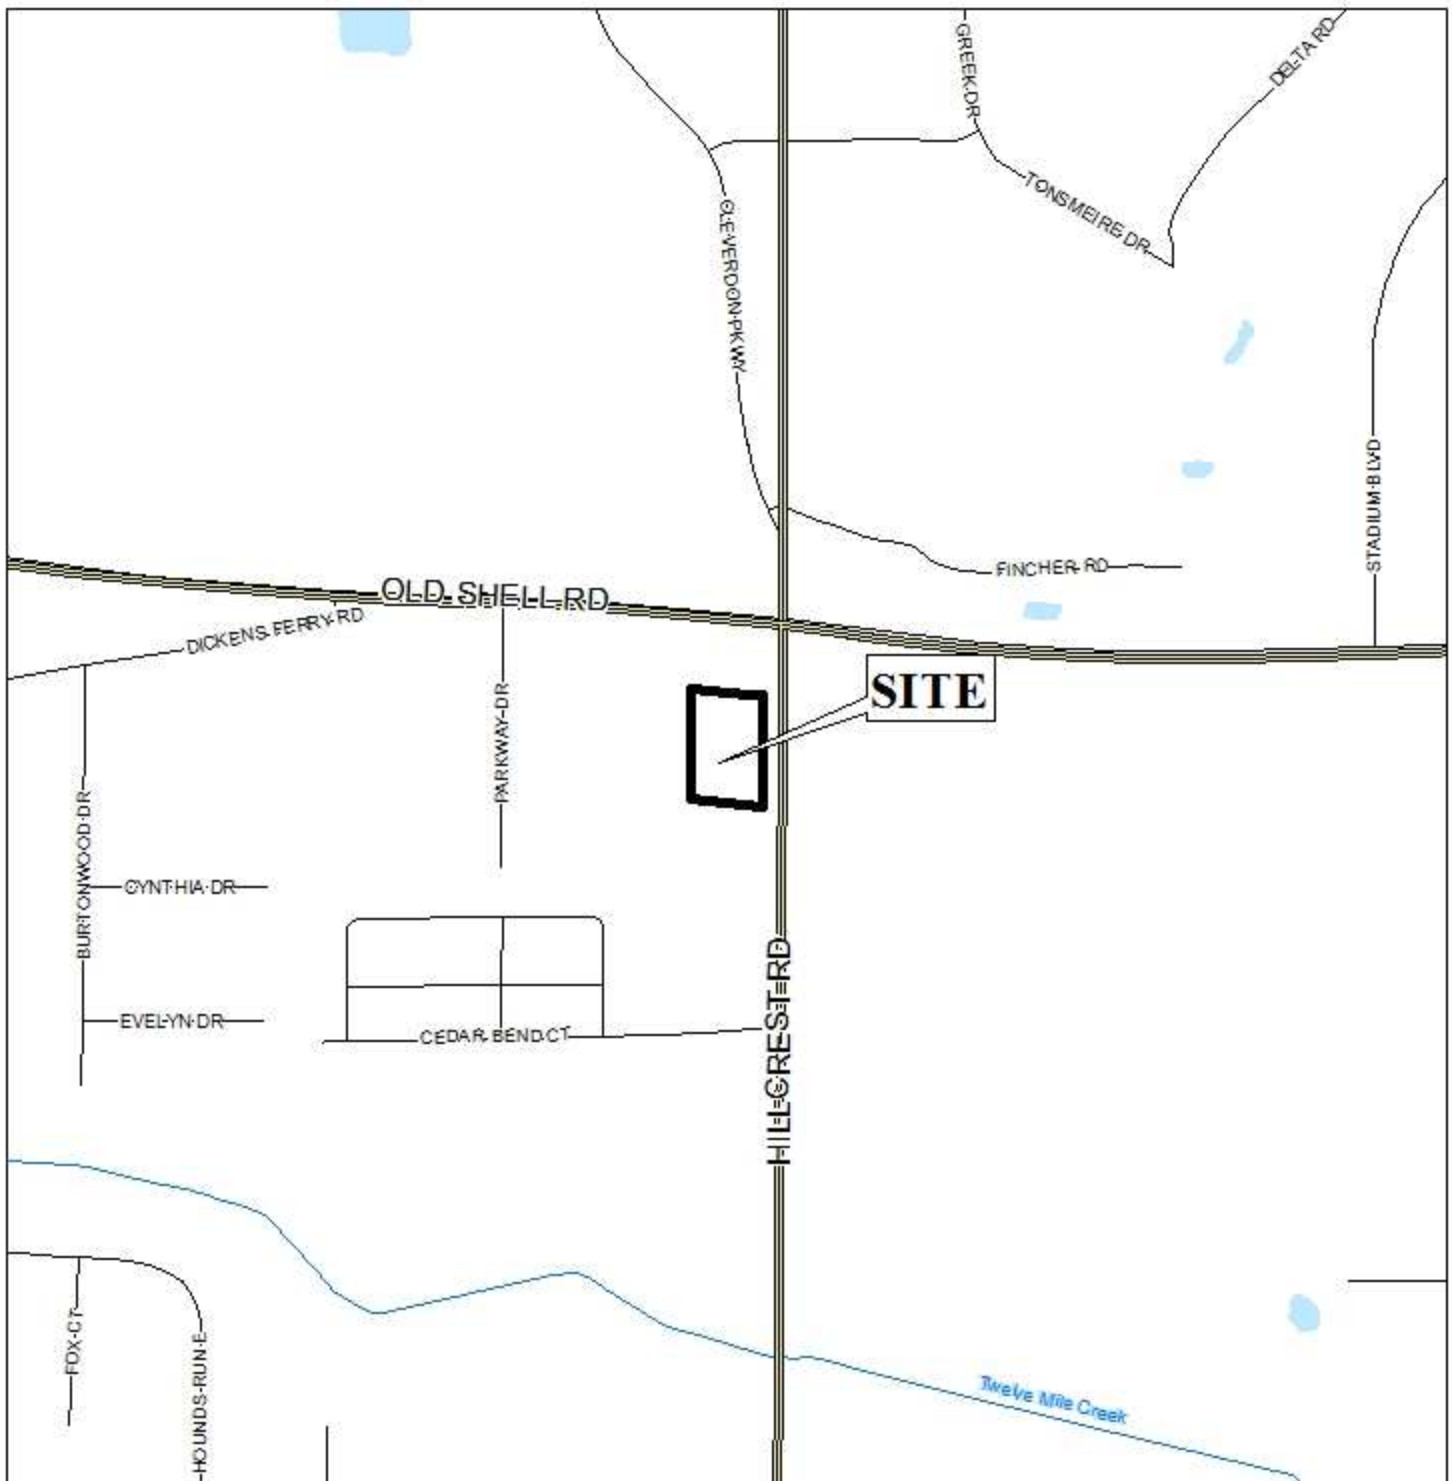 GREEK DR
DELTA RD
TONSMEIRE DR
CLEVERDON PKWY
STADIUM BLVD
FINCHER RD
OLD SHELL RD
DICKENS FERRY RD
SITE
PARKWAY DR
BURTONWOOD DR
CYNTHIA DR
HILLCREST RD
EVELYN DR
CEDAR BEND CT
FOX CT
HOUNDS RUN E
Twelve Mile Creek